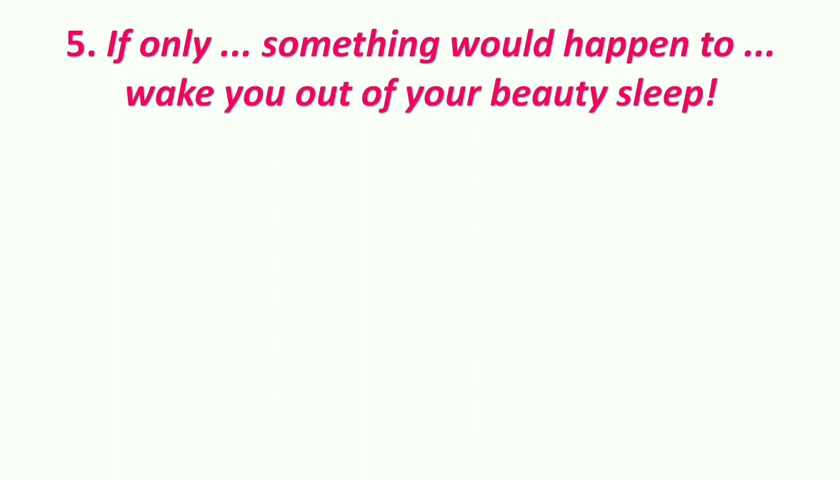 5. If only ... something would happen to ...
wake you out of your beauty sleep!